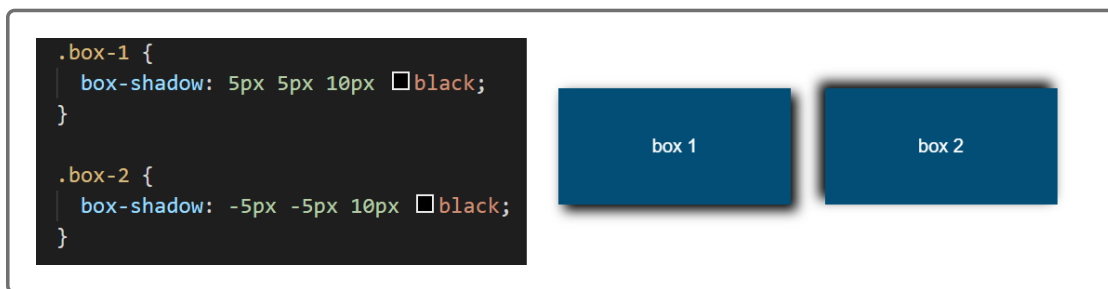 .box-1 {
box-shadow: 5px 5px 10px black;
}
.box-2 {
box-shadow: -5px -5px 10px black;
}
box 1
box 2